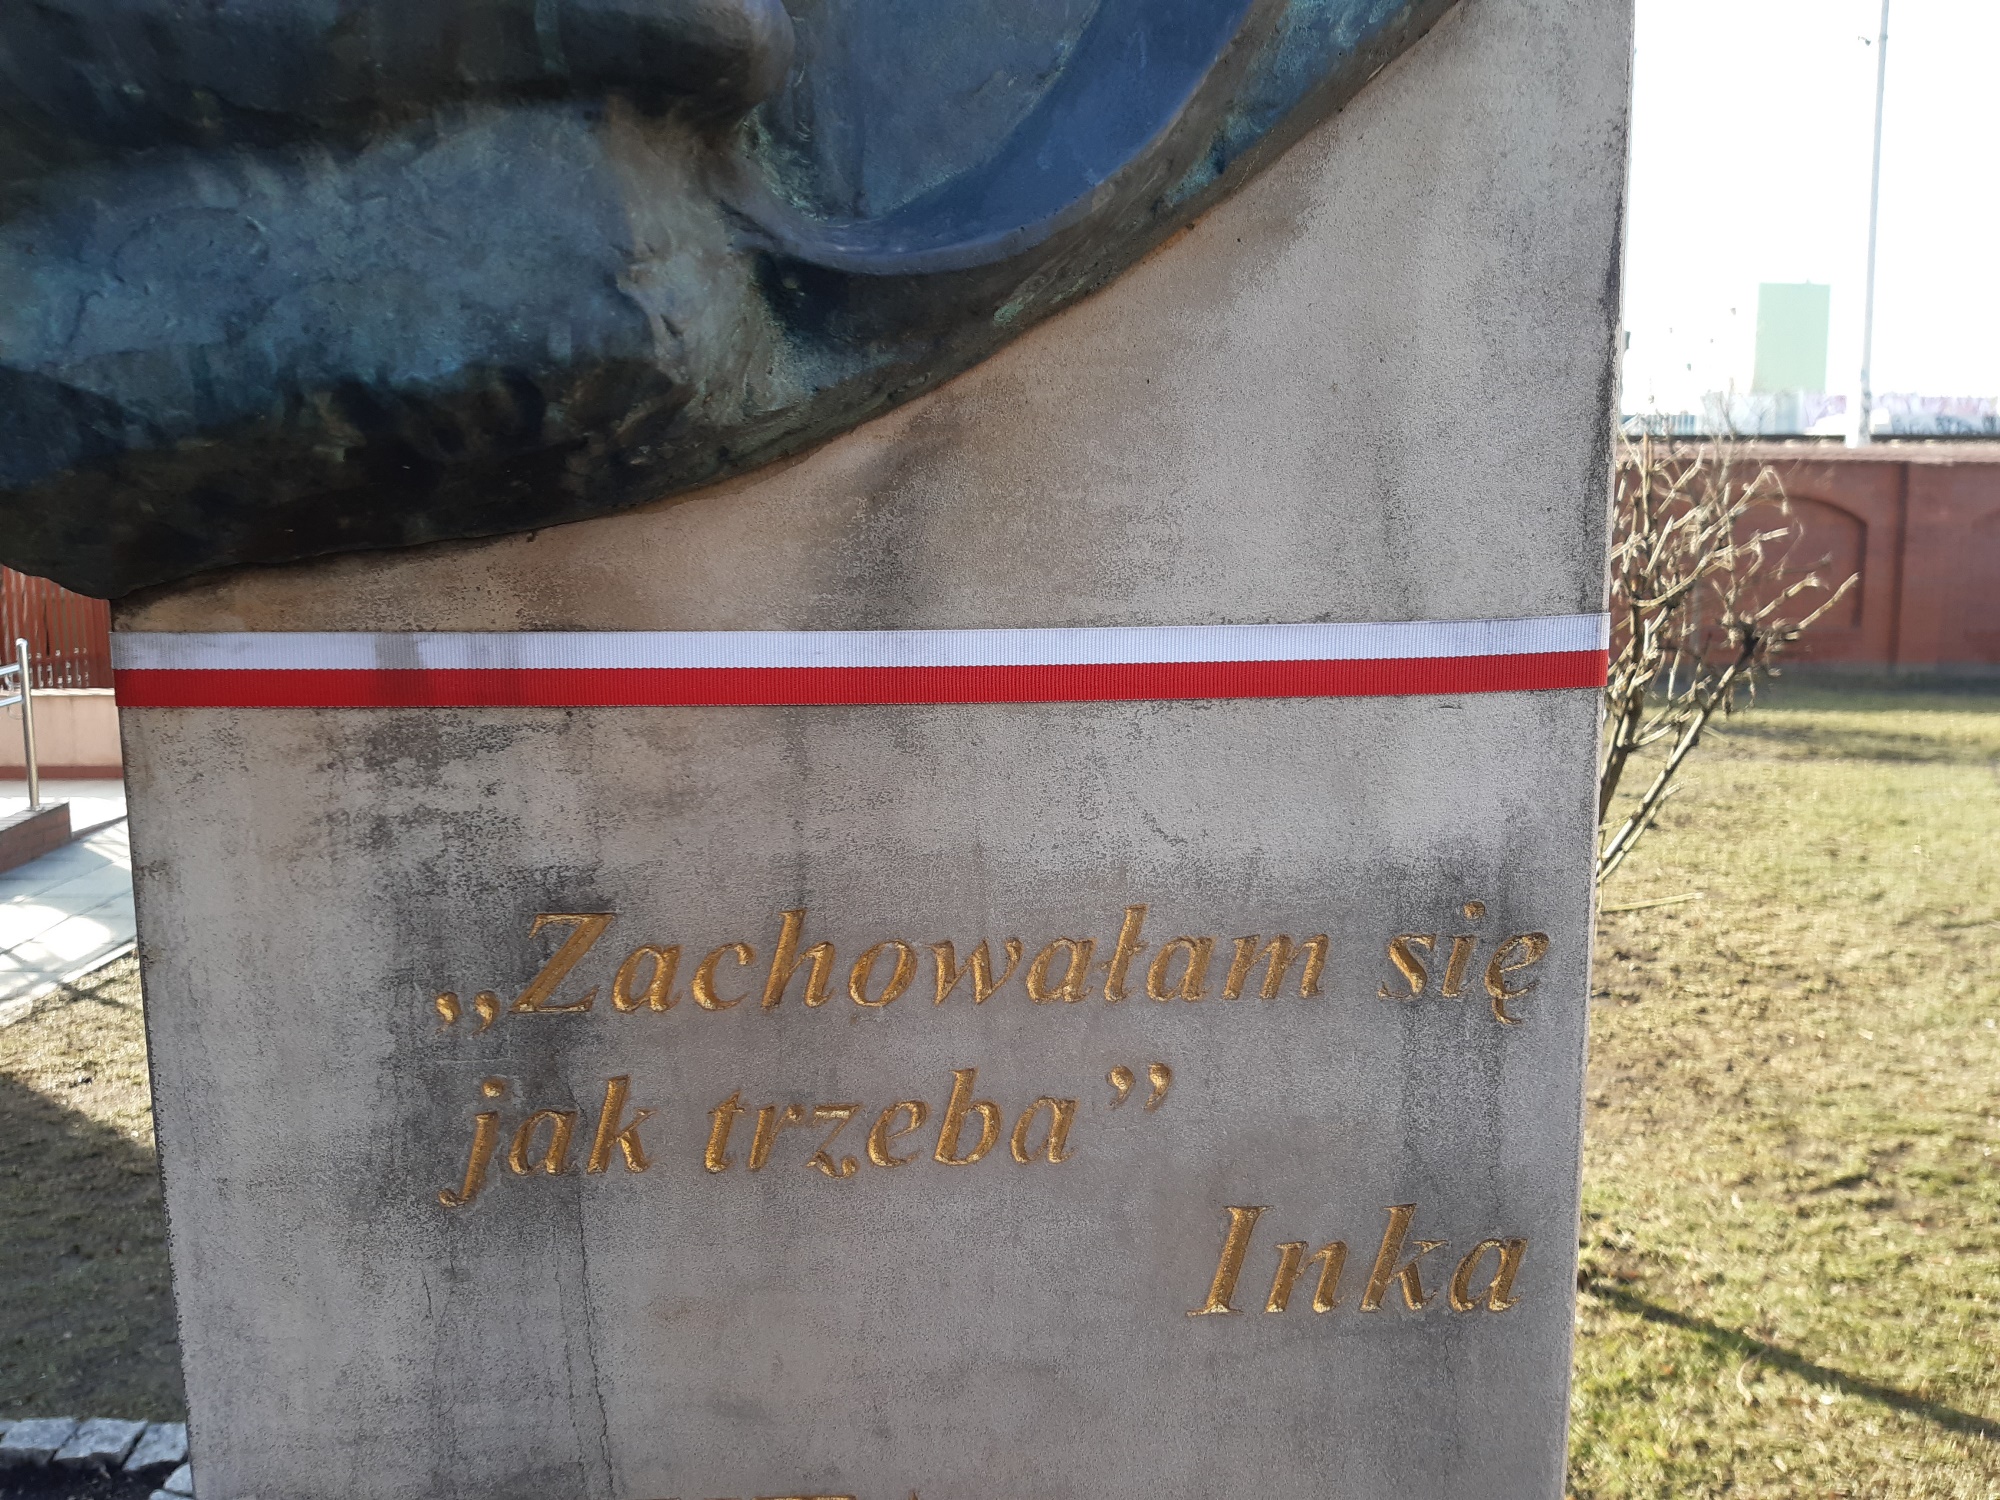 „Zachowałam się
jak trzeba”
Inka